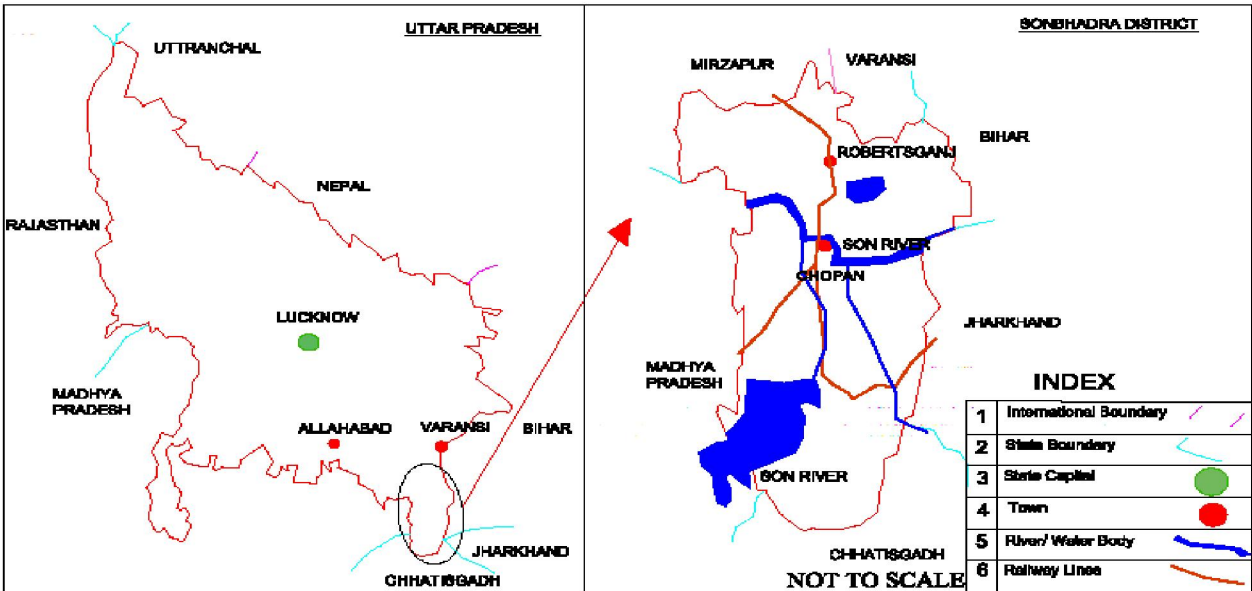 UTTAR PRADESH
UTTRANCHAL
NEPAL
RAJASTHAN
LUCKNOW
MADHYA
PRADESH
ALLAHABAD
VARANSI
BIHAR
JHARKHAND
CHHATISGADH
SONBHADRA DISTRICT
MIRZAPUR
VARANSI
BIHAR
ROBERTSGANJ
SON RIVER
CHOPAN
JHARKHAND
MADHYA
PRADESH
SON RIVER
CHHATISGADH
NOT TO SCALE
INDEX
1 International Boundary
2 State Boundary
3 State Capital
4 Town
5 River/ Water Body
6 Railway Lines